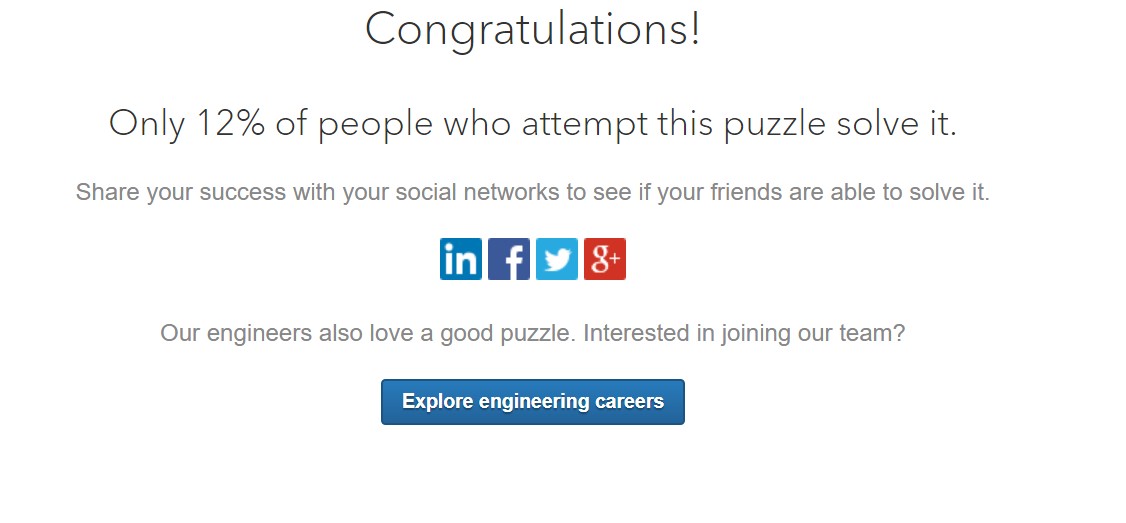 Congratulations!
Only 12% of people who attempt this puzzle solve it.
Share your success with your social networks to see if your friends are able to solve it.
in f g+
Our engineers also love a good puzzle. Interested in joining our team?
Explore engineering careers